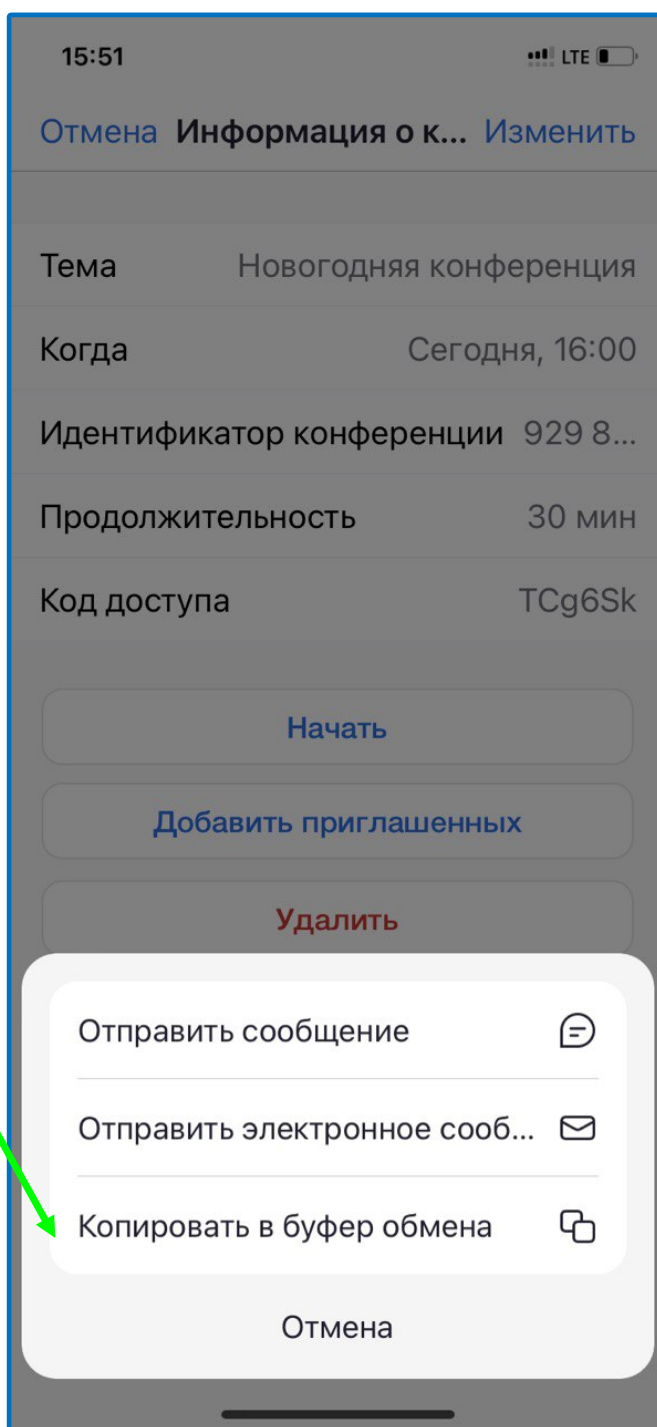 15:51 LTE
Отмена Информация о к... Изменить
Тема Новогодняя конференция
Когда Сегодня, 16:00
Идентификатор конференции 929 8...
Продолжительность 30 мин
Код доступа TCg6Sk
Начать
Добавить приглашенных
Удалить
Отправить сообщение
Отправить электронное сооб...
Копировать в буфер обмена
Отмена